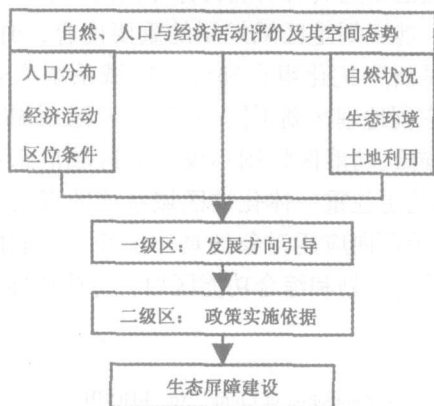 自然、人口与经济活动评价及其空间态势
人口分布
经济活动
区位条件
自然状况
生态环境
土地利用
一级区： 发展方向引导
二级区： 政策实施依据
生态屏障建设